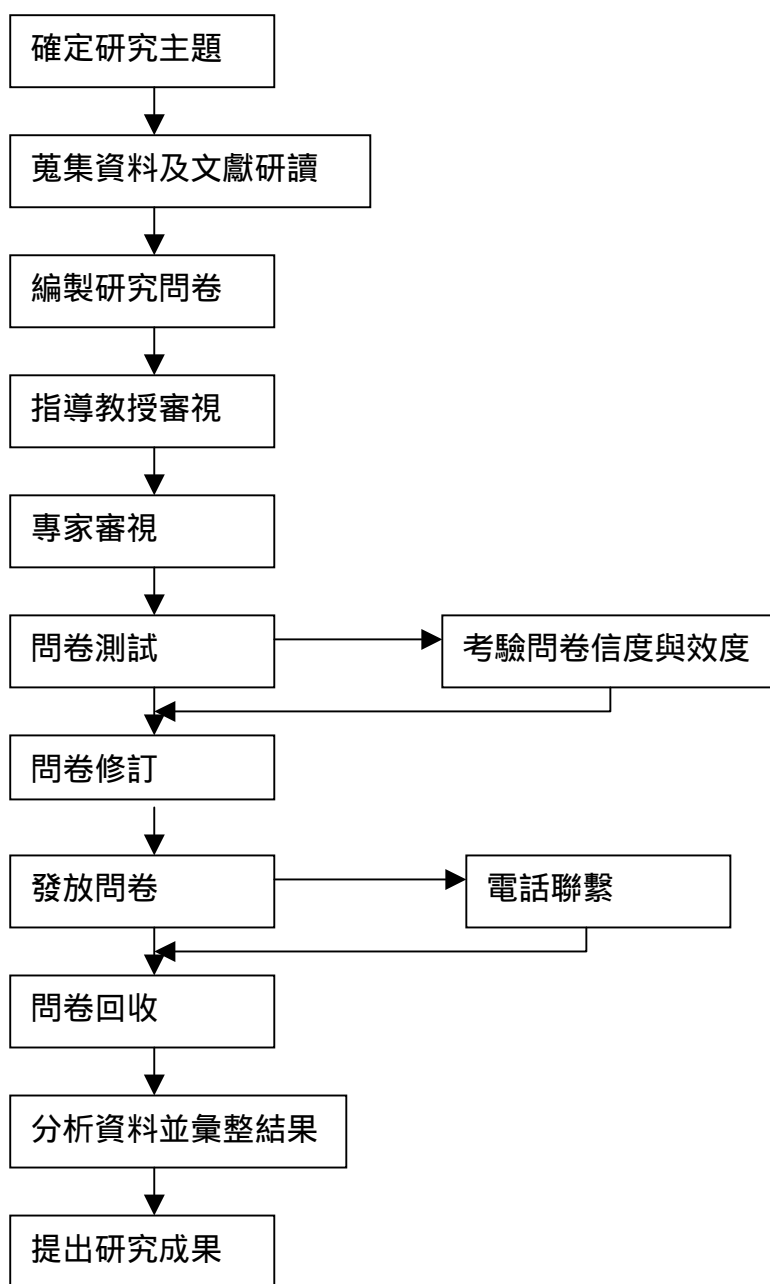 確定研究主題
蒐集資料及文獻研讀
編製研究問卷
指導教授審視
專家審視
問卷測試
考驗問卷信度與效度
問卷修訂
發放問卷
電話聯繫
問卷回收
分析資料並彙整結果
提出研究成果